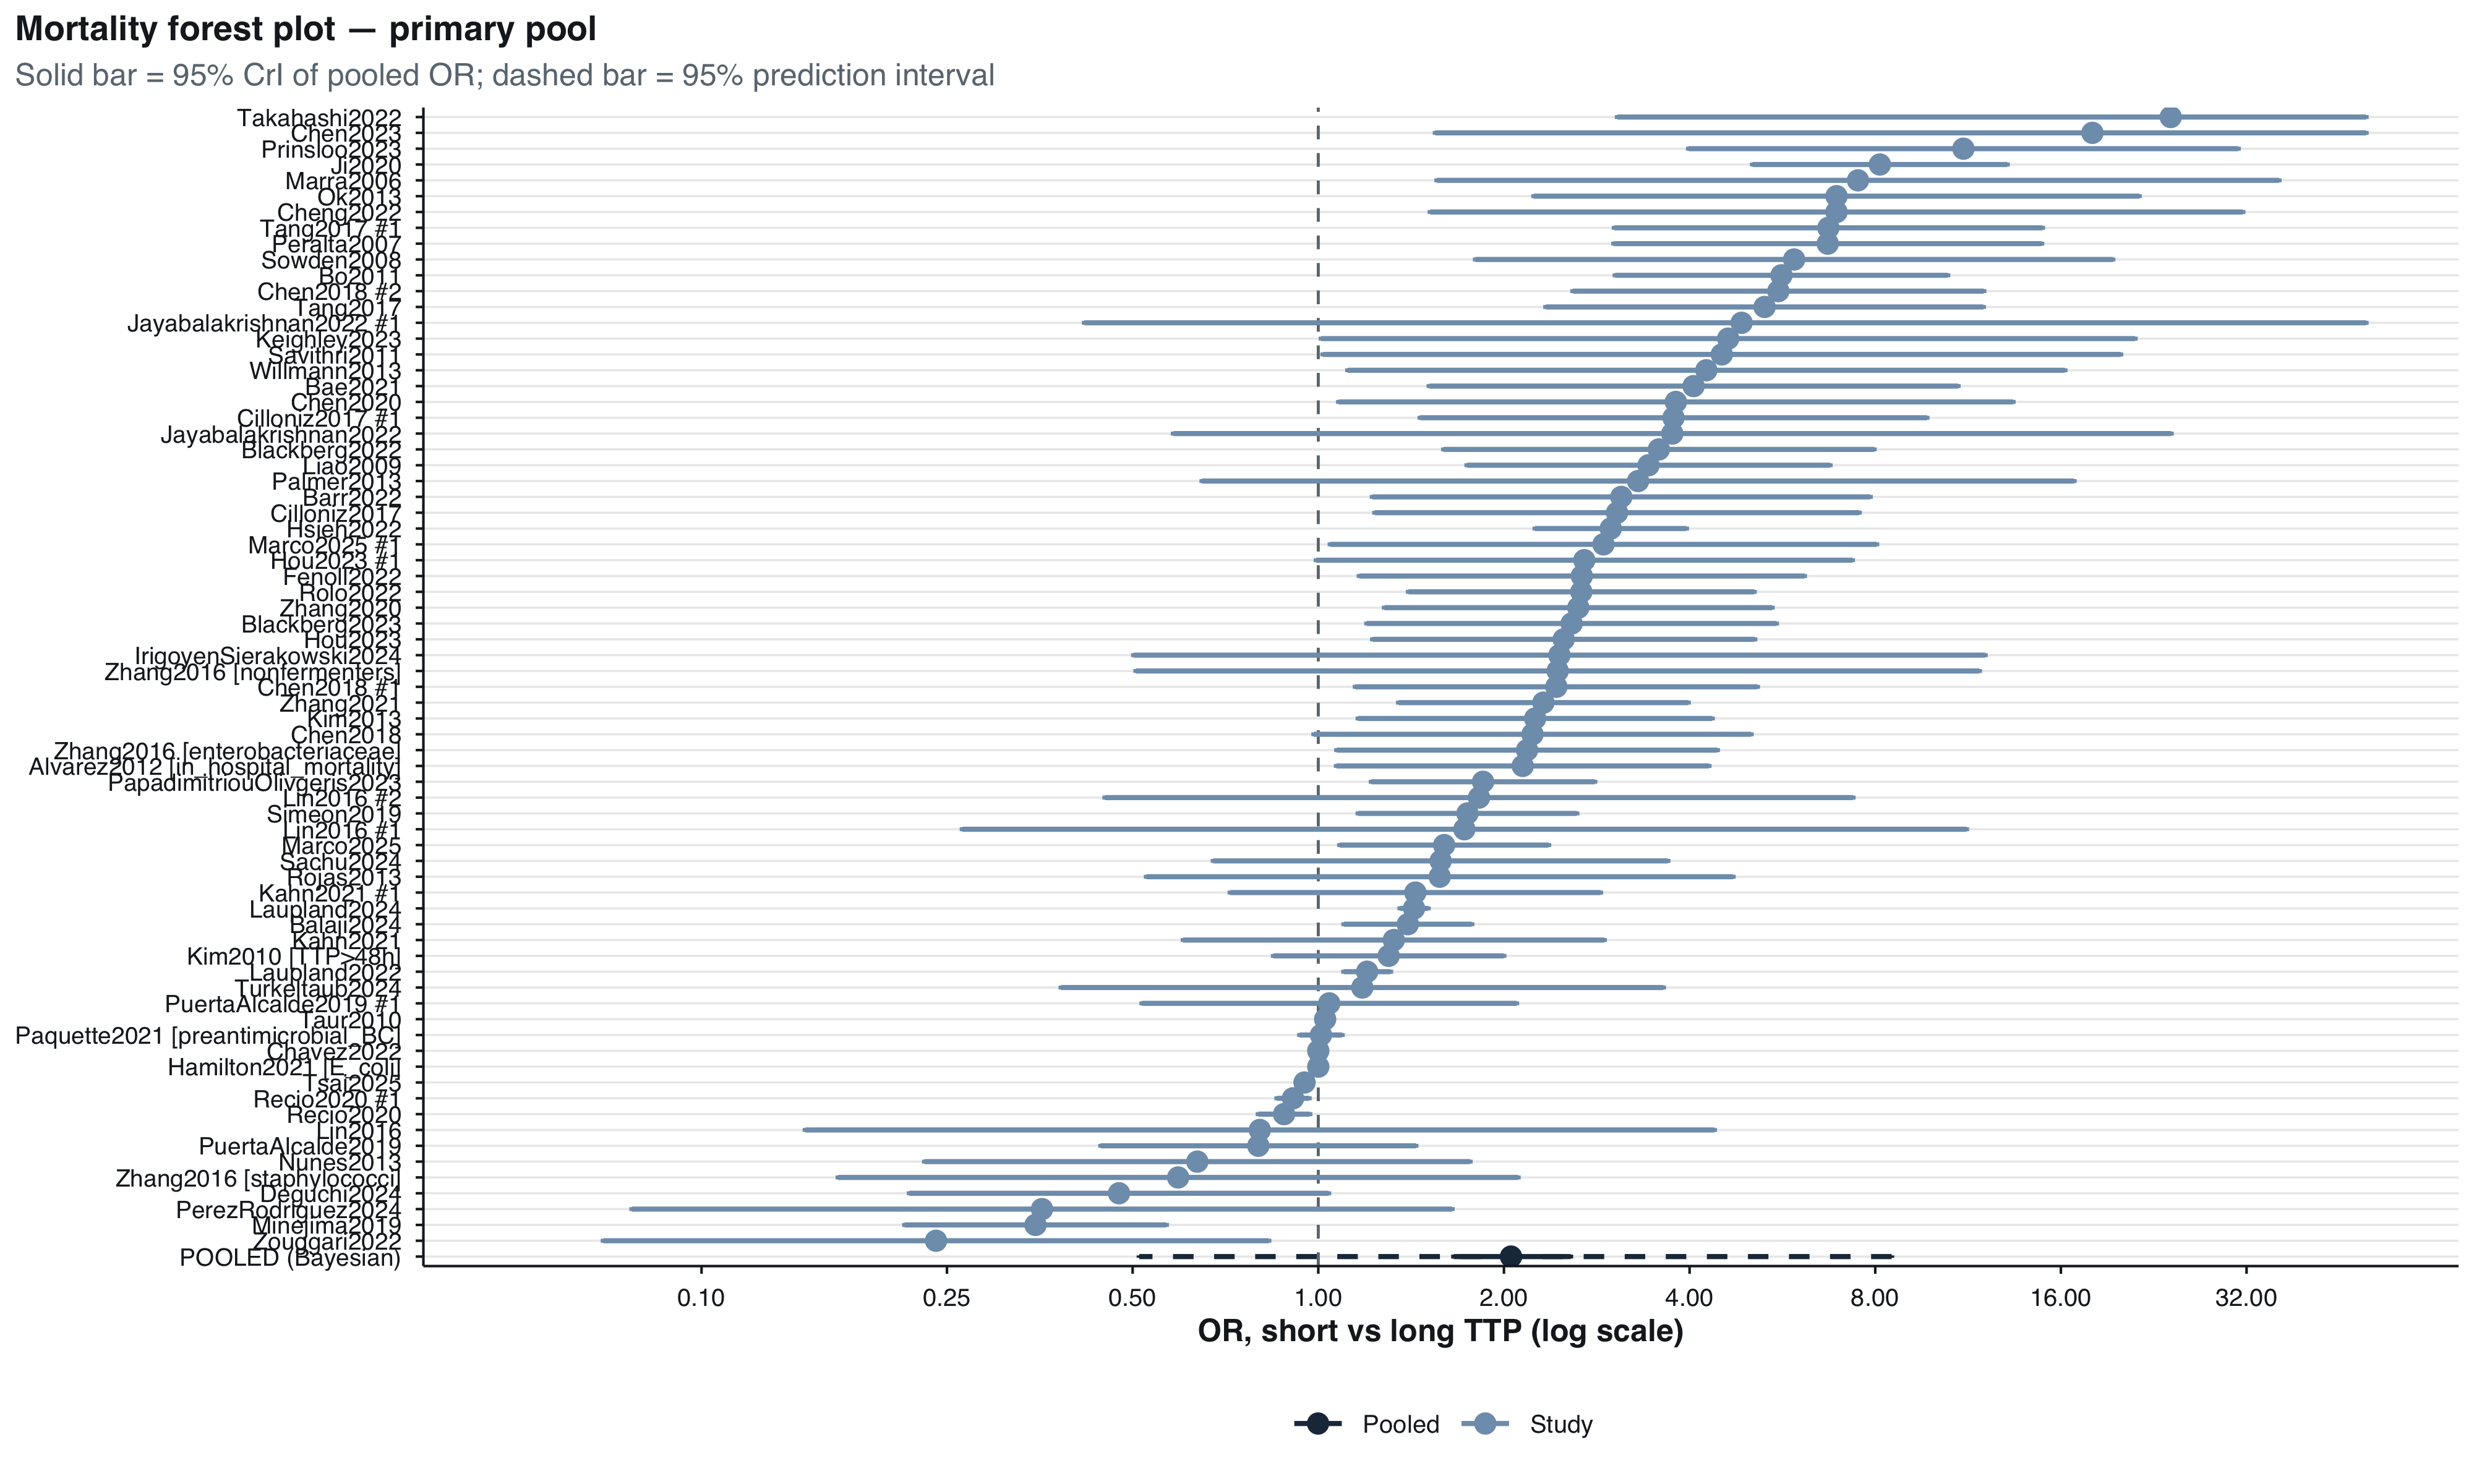 Mortality forest plot — primary pool
Solid bar = 95% CrI of pooled OR; dashed bar = 95% prediction interval
Takahashi2022
Chen2023
Prinsloo2023
Ji2020
Marra2006
Ok2013
Cheng2022
Tang2017 #1
Peralta2007
Sowden2008
Bo2011
Chen2018 #2
Tang2017
Jayabalakrishnan2022 #1
Keighley2023
Savithri2011
Willmann2013
Bae2021
Chen2020
Cilloniz2017 #1
Jayabalakrishnan2022
Blackberg2022
Liao2009
Palmer2013
Barr2022
Cilloniz2017
Hsieh2022
Marco2025 #1
Hou2023 #1
Fenoll2022
Rolo2022
Zhang2020
Blackberg2023
Hou2023
IrigoyenSierakowski2024
Zhang2016 [nonfermenters]
Chen2018 #1
Zhang2021
Kim2013
Chen2018
Zhang2016 [enterobacteriaceae]
Alvarez2012 [in_hospital_mortality]
PapadimitriouOlivgeris2023
Lin2016 #2
Simeon2019
Lin2016 #1
Marco2025
Sachu2024
Rojas2013
Kahn2021 #1
Laupland2024
Balaji2024
Kahn2021
Kim2010 [TTP>48h]
Laupland2022
Turkeltaub2024
PuertaAlcalde2019 #1
Taur2010
Paquette2021 [preantimicrobial_BC]
Chavez2022
Hamilton2021 [E_coli]
Tsai2025
Recio2020 #1
Recio2020
Lin2016
PuertaAlcalde2019
Nunes2013
Zhang2016 [staphylococci]
Deguchi2024
PerezRodriguez2024
Minejima2019
Zouggari2022
POOLED (Bayesian)
0.10 0.25 0.50 1.00 2.00 4.00 8.00 16.00 32.00
OR, short vs long TTP (log scale)
Pooled Study